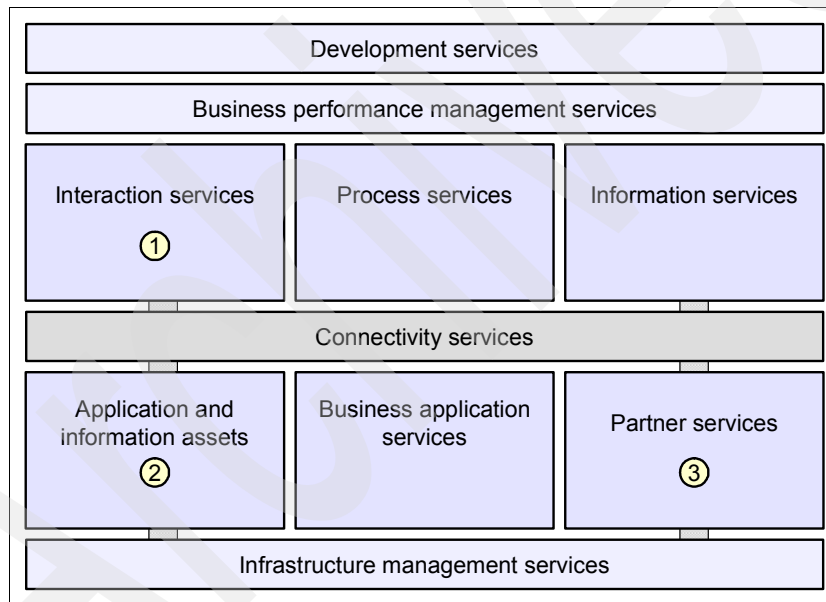 Development services
Business performance management services
Interaction services
Process services
Information services
1
Connectivity services
Application and
information assets
Business application
services
Partner services
2
3
Infrastructure management services